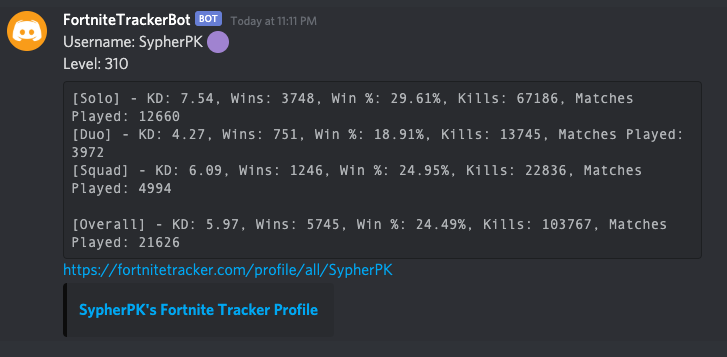 FortniteTrackerBot BOT Today at 11:11 PM
Username: SypherPK
Level: 310
[Solo] - KD: 7.54, Wins: 3748, Win %: 29.61%, Kills: 67186, Matches
Played: 12660
[Duo] - KD: 4.27, Wins: 751, Win %: 18.91%, Kills: 13745, Matches Played:
3972
[Squad] - KD: 6.09, Wins: 1246, Win %: 24.95%, Kills: 22836, Matches
Played: 4994
[Overall] - KD: 5.97, Wins: 5745, Win %: 24.49%, Kills: 103767, Matches
Played: 21626
https://fortnitetracker.com/profile/all/SypherPK
SypherPK's Fortnite Tracker Profile